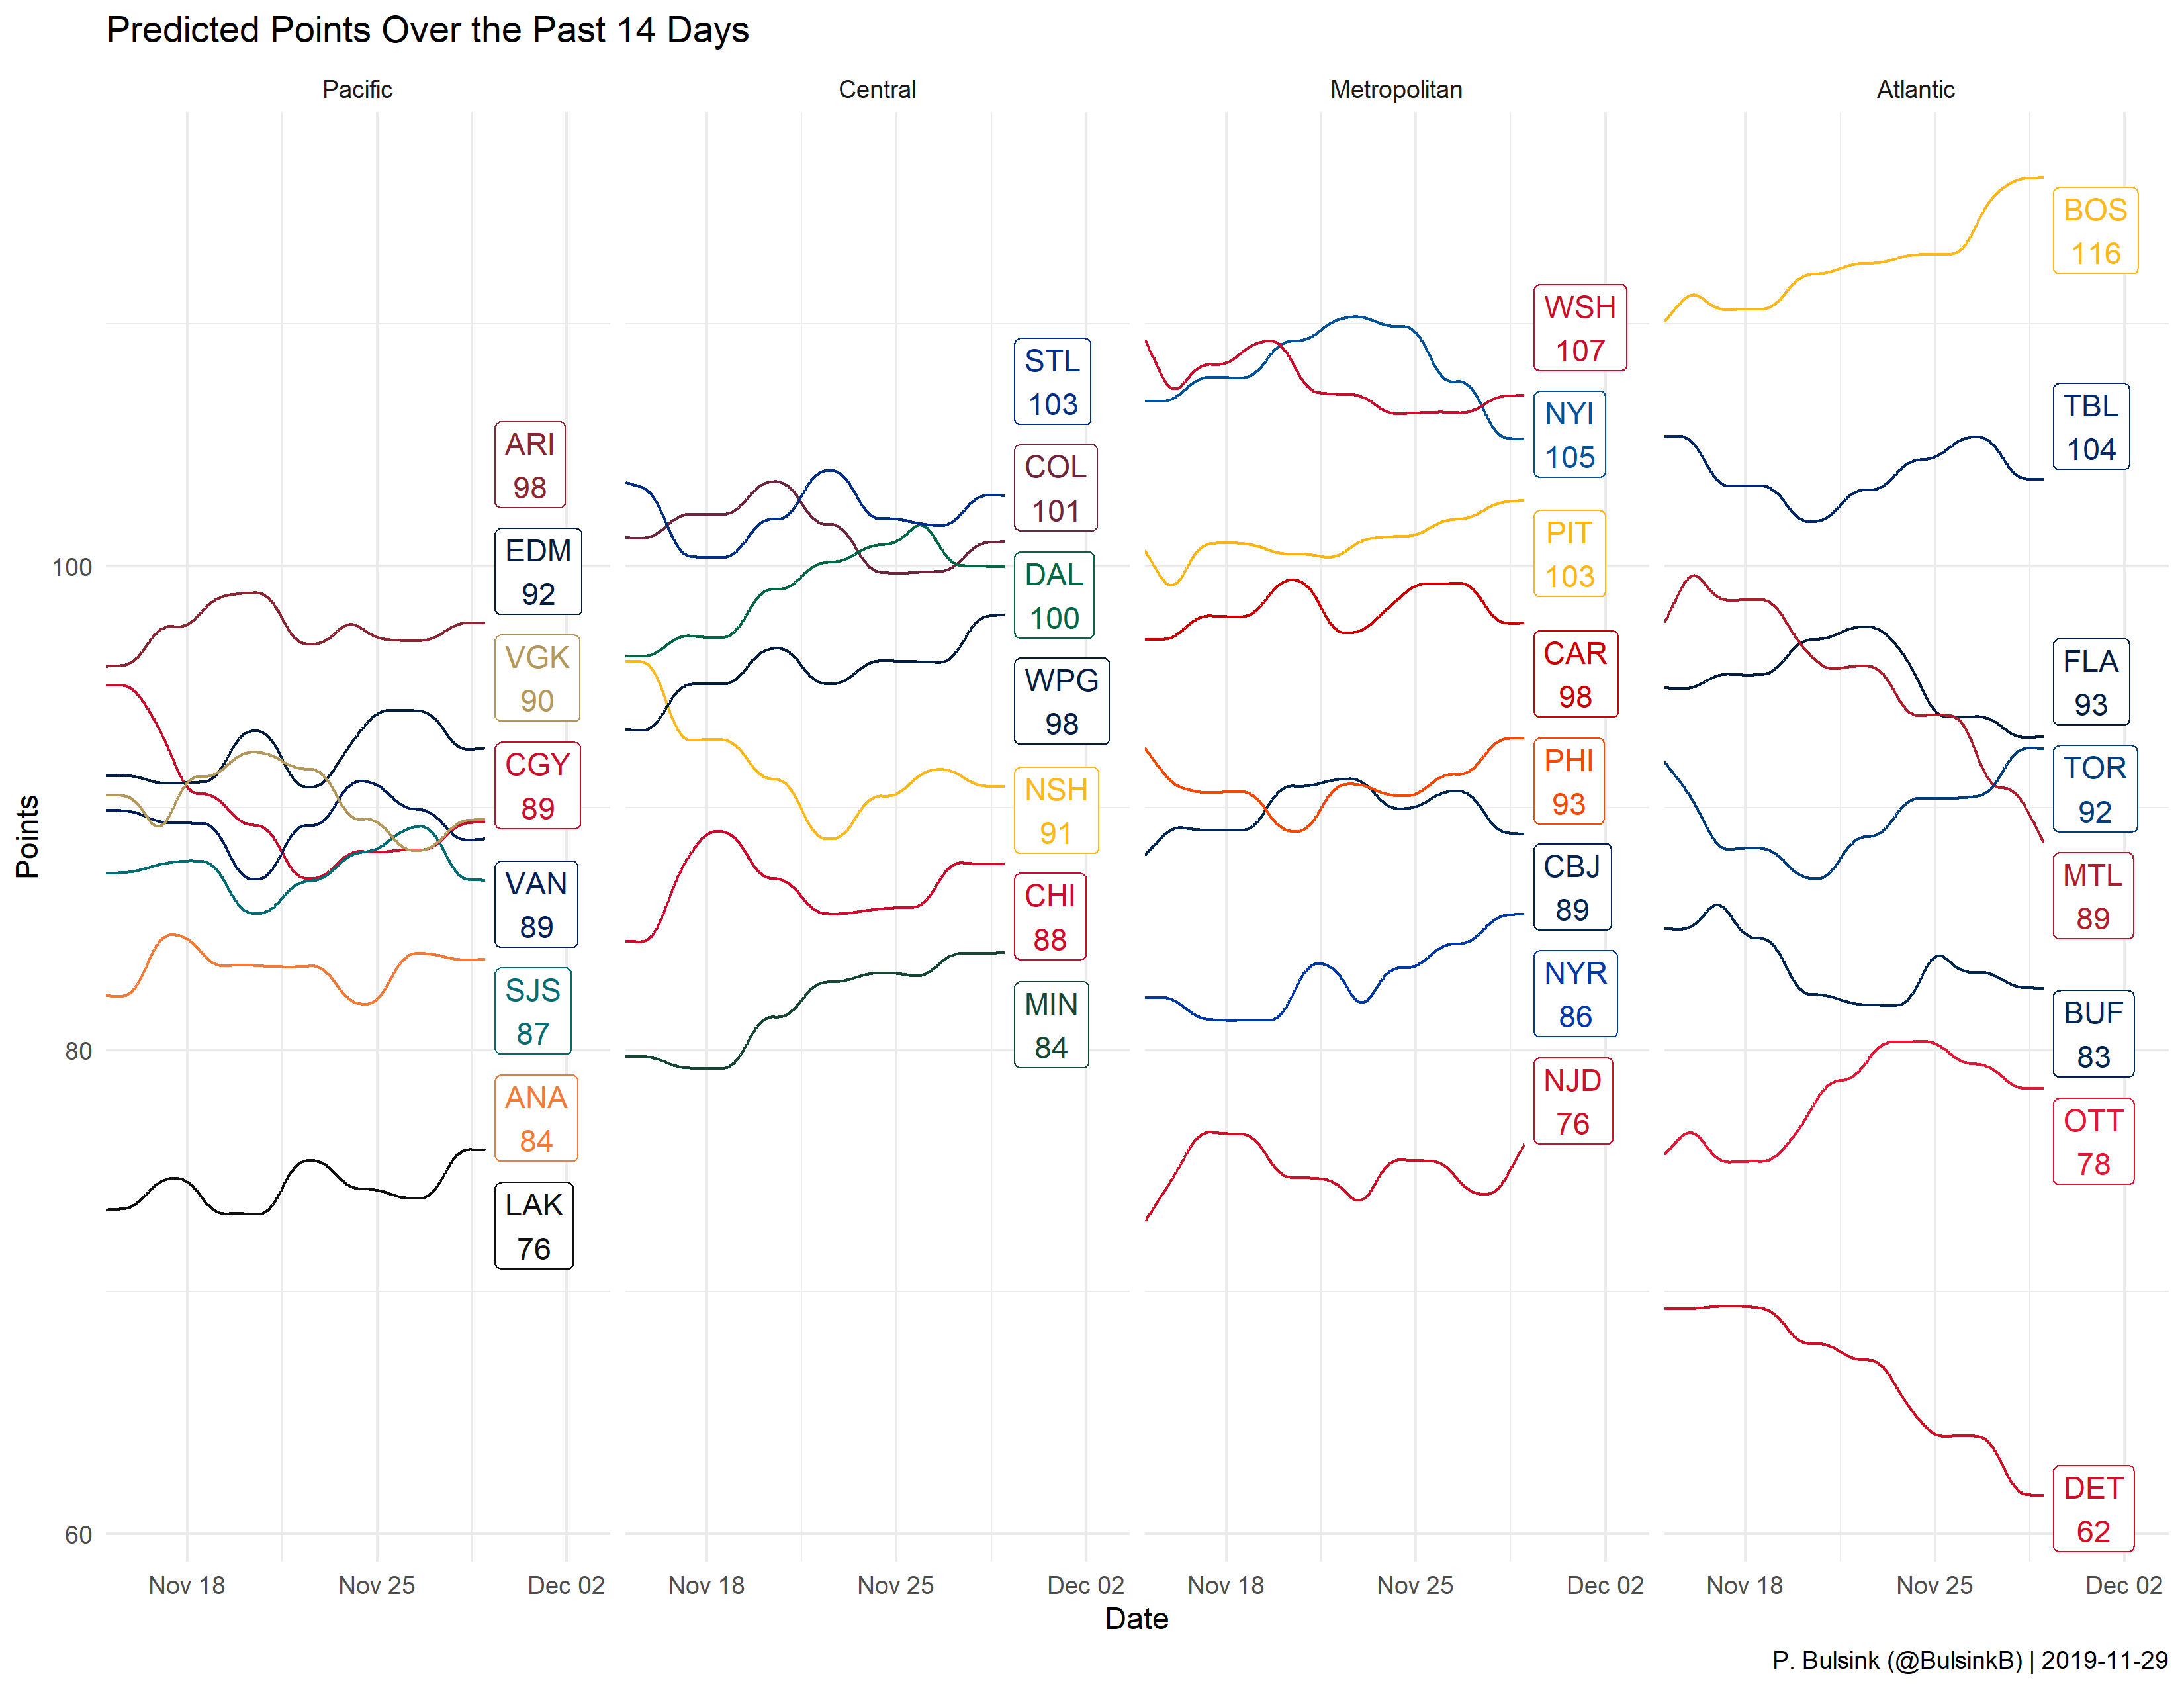 Predicted Points Over the Past 14 Days
Pacific
Central
Metropolitan
Atlantic
Points
100
80
60
ARI
98
EDM
92
VGK
90
CGY
89
VAN
89
SJS
87
ANA
84
LAK
76
STL
103
COL
101
DAL
100
WPG
98
NSH
91
CHI
88
MIN
84
WSH
107
NYI
105
PIT
103
CAR
98
PHI
93
CBJ
89
NYR
86
NJD
76
BOS
116
TBL
104
FLA
93
TOR
92
MTL
89
BUF
83
OTT
78
DET
62
Nov 18 Nov 25 Dec 02
Nov 18 Nov 25 Dec 02
Nov 18 Nov 25 Dec 02
Nov 18 Nov 25 Dec 02
Date
P. Bulsink (@BulsinkB) | 2019-11-29